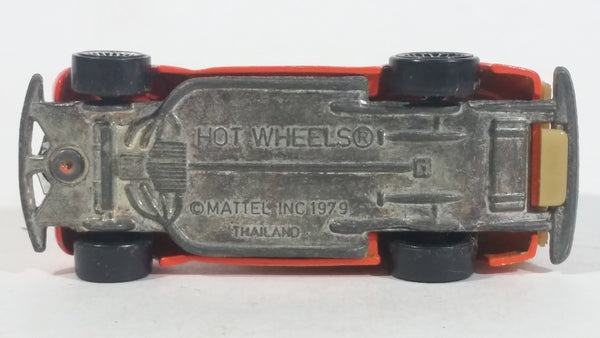 HOT WHEELS®
©MATTEL INC 1979
THAILAND